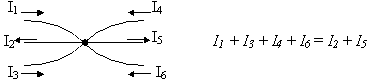 I₁ I₄
I₂ I₅ I₁ + I₃ + I₄ + I₆ = I₂ + I₅
I₃ I₆